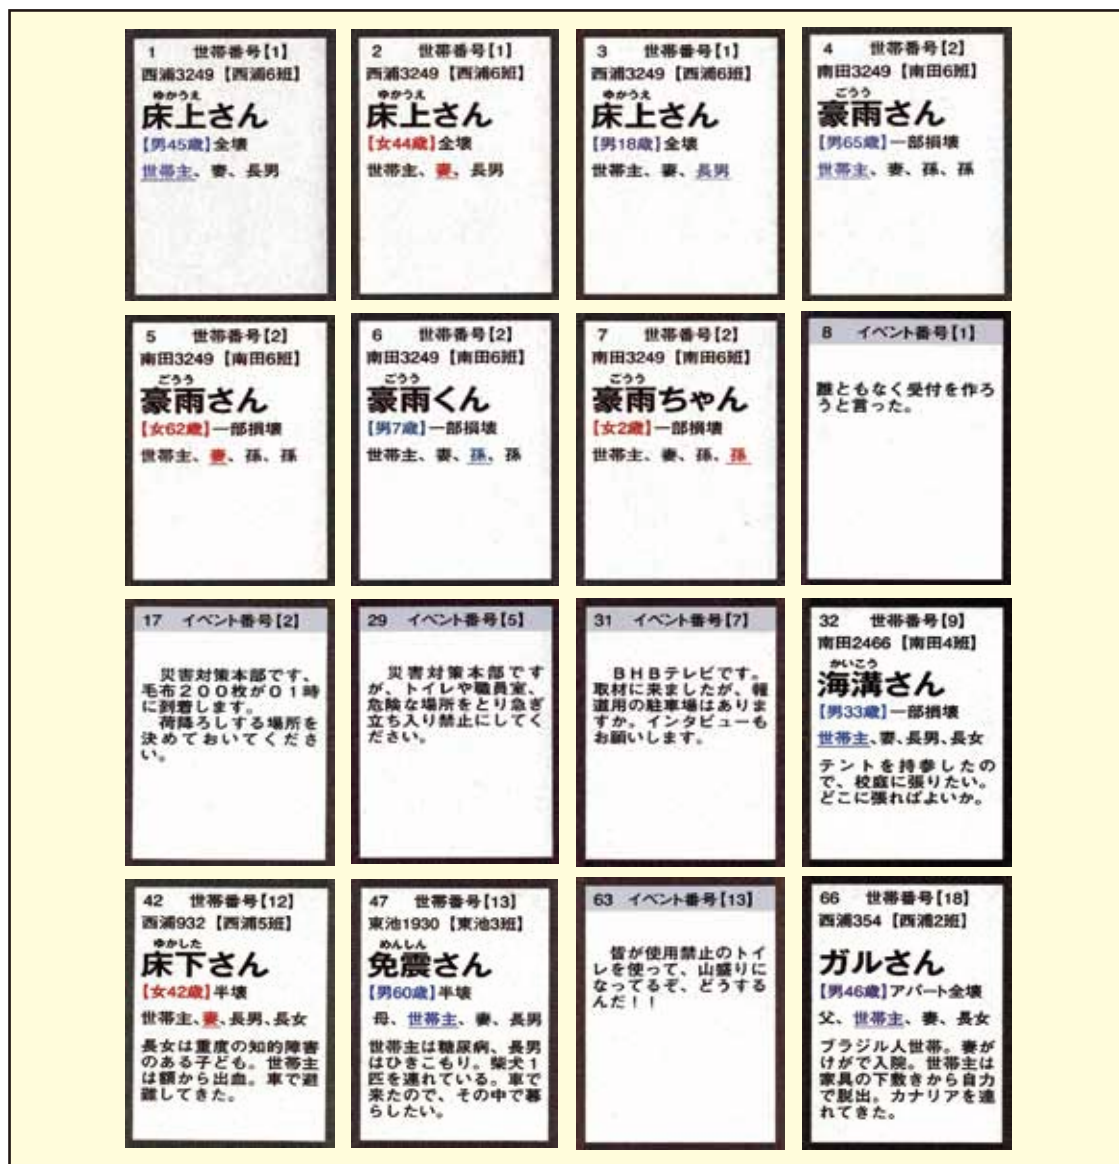 1 世帯番号【1】
西浦3249【西浦6班】
ゆかうえ
床上さん
【男45歳】全壊
世帯主、妻、長男
2 世帯番号【1】
西浦3249【西浦6班】
ゆかうえ
床上さん
【女44歳】全壊
世帯主、妻、長男
3 世帯番号【1】
西浦3249【西浦6班】
ゆかうえ
床上さん
【男18歳】全壊
世帯主、妻、長男
4 世帯番号【2】
南田3249【南田6班】
ごうう
豪雨さん
【男65歳】一部損壊
世帯主、妻、孫、孫
5 世帯番号【2】
南田3249【南田6班】
ごうう
豪雨さん
【女62歳】一部損壊
世帯主、妻、孫、孫
6 世帯番号【2】
南田3249【南田6班】
ごうう
豪雨くん
【男7歳】一部損壊
世帯主、妻、孫、孫
7 世帯番号【2】
南田3249【南田6班】
ごうう
豪雨ちゃん
【女2歳】一部損壊
世帯主、妻、孫、孫
8 イベント番号【1】
誰ともなく受付を作ろ
うと言った。
17 イベント番号【2】
災害対策本部です、
毛布200枚が01時
に到着します。
荷降ろしする場所を
決めておいてくださ
い。
29 イベント番号【5】
災害対策本部です
が、トイレや職員室、
危険な場所をとり急ぎ
立ち入り禁止にしてく
ださい。
31 イベント番号【7】
BHBテレビです。
取材に来ましたが、報
道用の駐車場はありま
すか。インタビューも
お願いします。
32 世帯番号【9】
南田2466【南田4班】
かいこう
海溝さん
【男33歳】一部損壊
世帯主、妻、長男、長女
テントを持参したの
で、校庭に張りたい。
どこに張ればよいか。
42 世帯番号【12】
西浦932【西浦5班】
ゆかした
床下さん
【女42歳】半壊
世帯主、妻、長男、長女
長女は重度の知的障害
のある子ども。世帯主
は額から出血。車で避
難してきた。
47 世帯番号【13】
東池1930【東池3班】
めんしん
免震さん
【男60歳】半壊
母、世帯主、妻、長男
世帯主は糖尿病、長男
はひきこもり。柴犬1
匹を連れている。車で
来たので、その中で暮
らしたい。
63 イベント番号【13】
皆が使用禁止のトイ
レを使って、山盛りに
なってるぞ、どうする
んだ！！
66 世帯番号【18】
西浦354【西浦2班】
ガルさん
【男46歳】アパート全壊
父、世帯主、妻、長女
ブラジル人世帯。妻が
けがで入院。世帯主は
家具の下敷きから自力
で脱出。カナリアを連
れてきた。